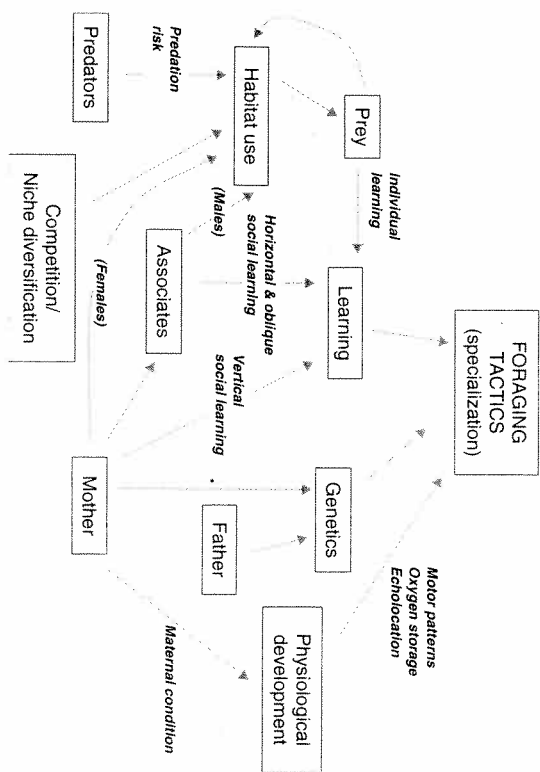 FORAGING
TACTICS
(specialization)
Motor patterns
Oxygen storage
Echolocation
Individual
learning
Prey
Learning
Genetics
Physiological
development
Habitat use
Horizontal & oblique
social learning
Vertical
social learning
Father
Predation
risk
(Males)
Associates
Maternal condition
Predators
(Females)
Competition/
Niche diversification
Mother